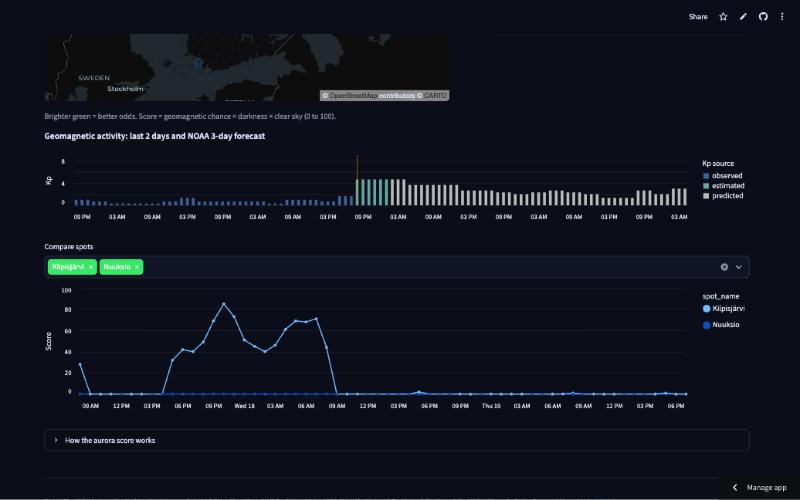 Share
SWEDEN
Stockholm
© OpenStreetMap contributors © CARTO
Brighter green = better odds. Score = geomagnetic chance × darkness × clear sky (0 to 100).
Geomagnetic activity: last 2 days and NOAA 3-day forecast
Kp
8
4
0
09 PM 03 AM 09 AM 03 PM 09 PM 03 AM 09 AM 03 PM 09 PM 03 AM 09 AM 03 PM 09 PM 03 AM 09 AM 03 PM 09 PM 03 AM
Kp source
observed
estimated
predicted
Compare spots
Kilpisjärvi × Nuuksio ×
Score
100
80
60
40
20
0
09 AM 12 PM 03 PM 06 PM 09 PM Wed 18 03 AM 06 AM 09 AM 12 PM 03 PM 06 PM 09 PM Thu 19 03 AM 06 AM 09 AM 12 PM 03 PM 06 PM
spot_name
Kilpisjärvi
Nuuksio
How the aurora score works
Manage app